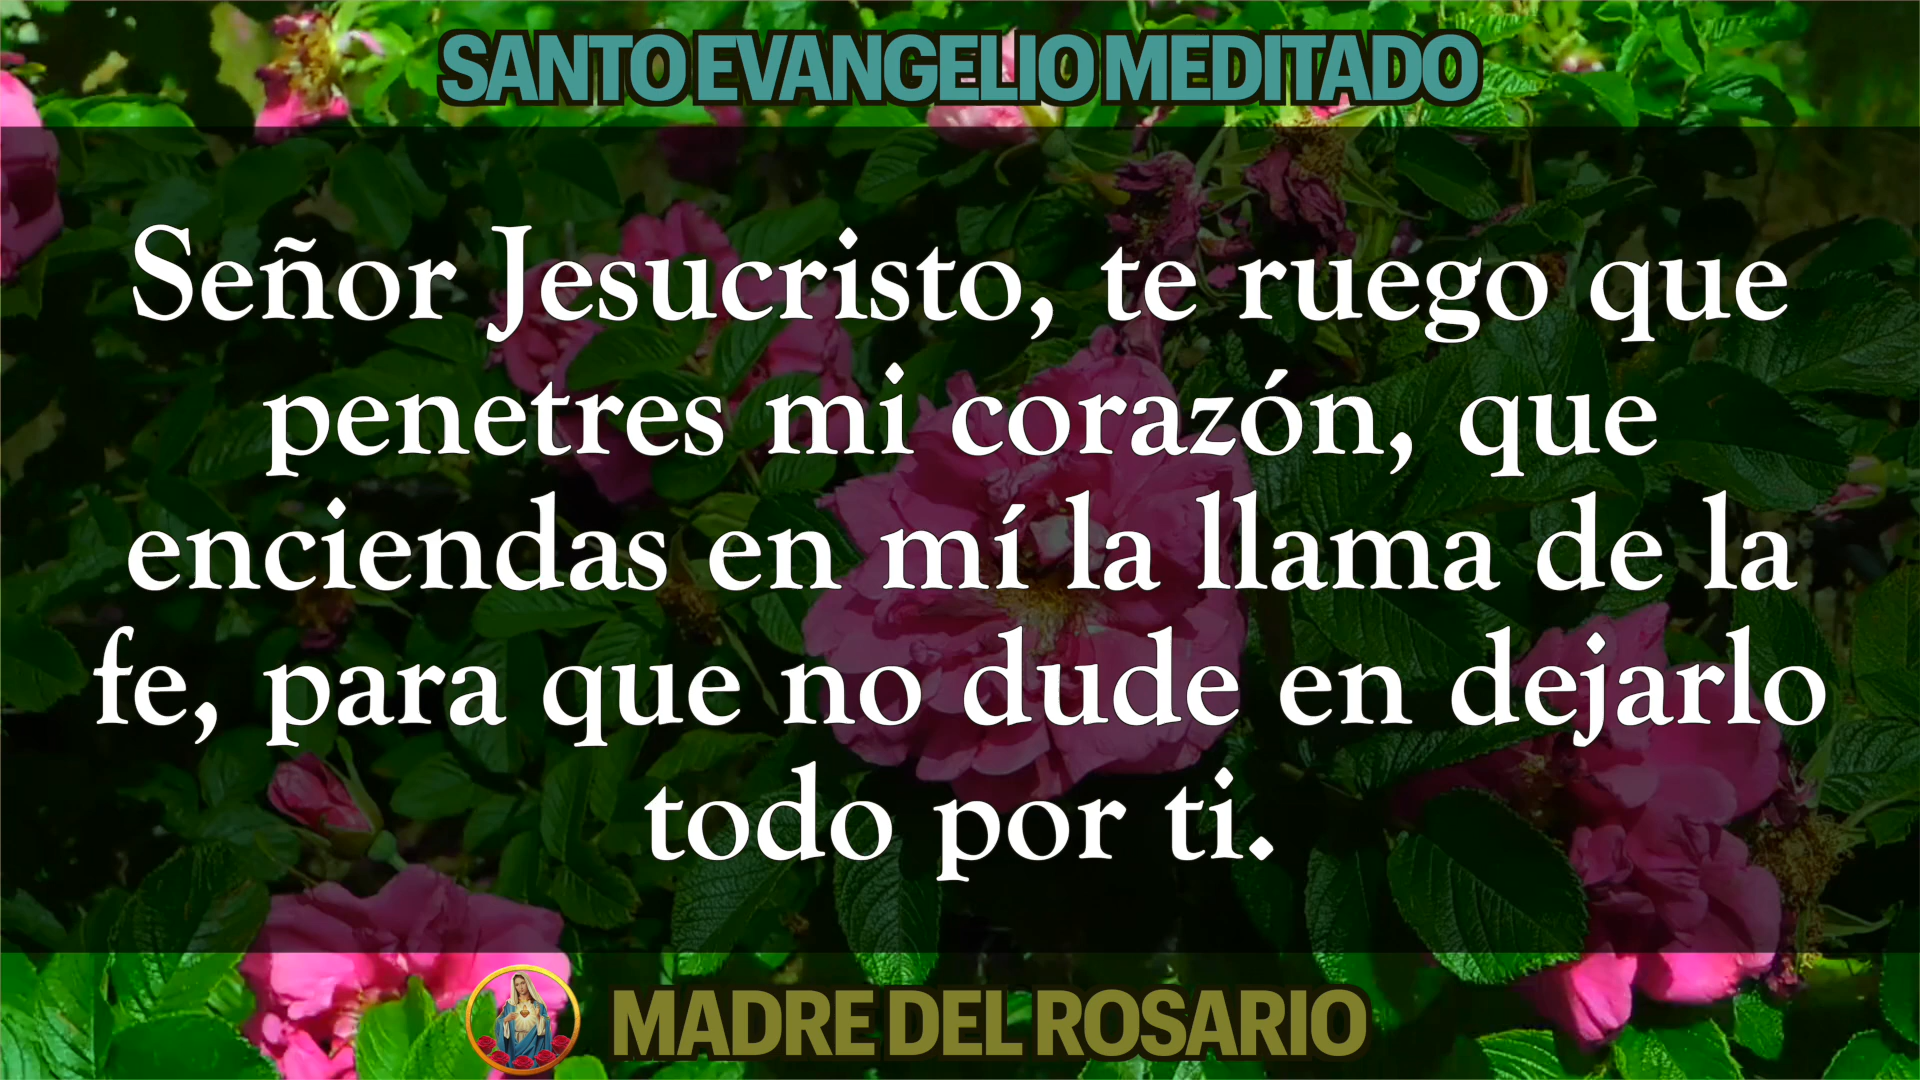 SANTO EVANGELIO MEDITADO
Señor Jesucristo, te ruego que
penetres mi corazón, que
enciendas en mí la llama de la
fe, para que no dude en dejarlo
todo por ti.
MADRE DEL ROSARIO